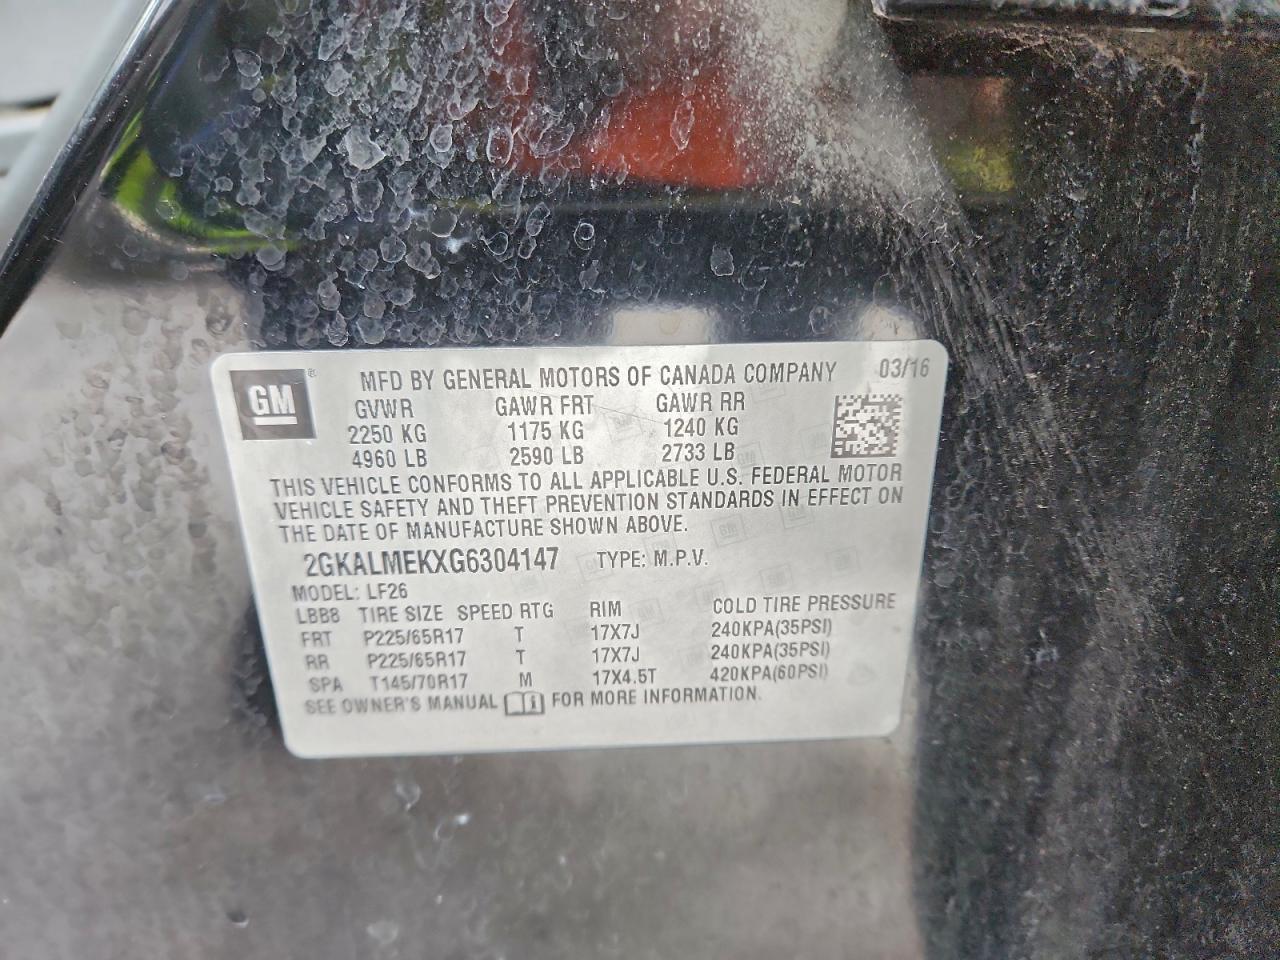 GM ®
MFD BY GENERAL MOTORS OF CANADA COMPANY 03/16
GVWR GAWR FRT GAWR RR
2250 KG 1175 KG 1240 KG
4960 LB 2590 LB 2733 LB
THIS VEHICLE CONFORMS TO ALL APPLICABLE U.S. FEDERAL MOTOR
VEHICLE SAFETY AND THEFT PREVENTION STANDARDS IN EFFECT ON
THE DATE OF MANUFACTURE SHOWN ABOVE.
2GKALMEKXG6304147 TYPE: M.P.V.
MODEL: LF26
LBB8 TIRE SIZE SPEED RTG RIM COLD TIRE PRESSURE
FRT P225/65R17 T 17X7J 240KPA(35PSI)
RR P225/65R17 T 17X7J 240KPA(35PSI)
SPA T145/70R17 M 17X4.5T 420KPA(60PSI)
SEE OWNER'S MANUAL FOR MORE INFORMATION.